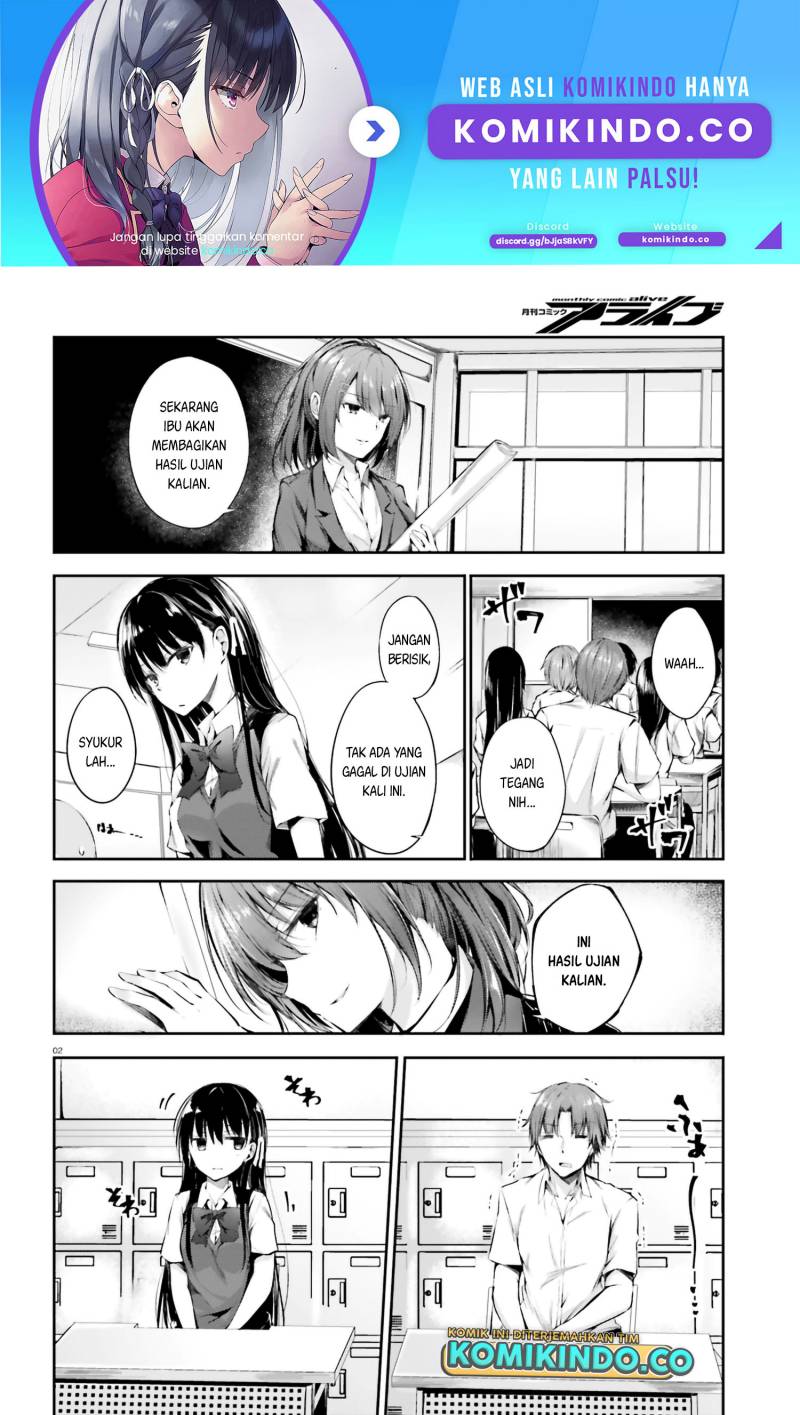 WEB ASLI KOMIKINDO HANYA
KOMIKINDO.CO
YANG LAIN PALSU!
Jangan lupa tinggalkan komentar
di website komikindo.co
Discord
discord.gg/bJjaSBkVFY
Website
komikindo.co
monthly comic alive
月刊コミック
アライブ
SEKARANG
IBU AKAN
MEMBAGIKAN
HASIL UJIAN
KALIAN.
ザワ
WAAH...
JADI
TEGANG
NIH...
ザワ
JANGAN
BERISIK,
TAK ADA YANG
GAGAL DI UJIAN
KALI INI.
SYUKUR
LAH...
INI
HASIL UJIAN
KALIAN.
02
ふぁ
そわ
そわ
KOMIK INI DITERJEMAHKAN TIM
KOMIKINDO.CO